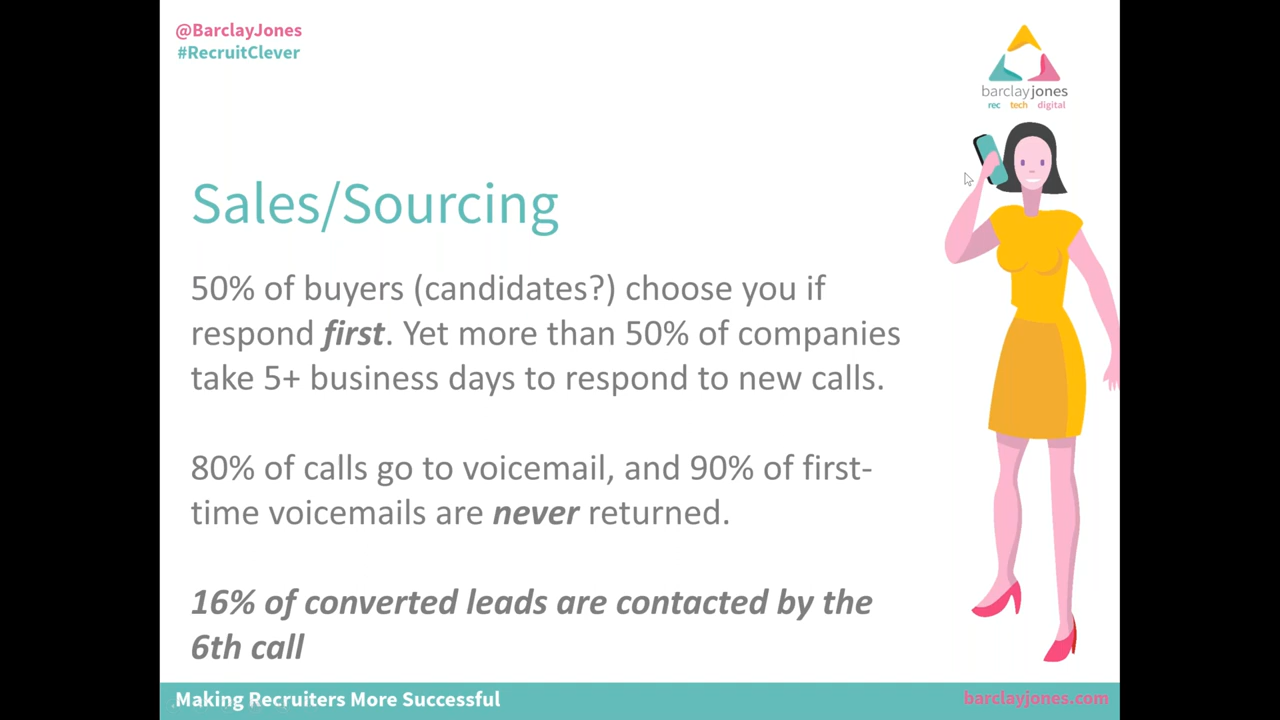 @BarclayJones
#RecruitClever
barclayjones
rec tech digital
Sales/Sourcing
50% of buyers (candidates?) choose you if
respond first. Yet more than 50% of companies
take 5+ business days to respond to new calls.
80% of calls go to voicemail, and 90% of first-
time voicemails are never returned.
16% of converted leads are contacted by the
6th call
Making Recruiters More Successful
barclayjones.com